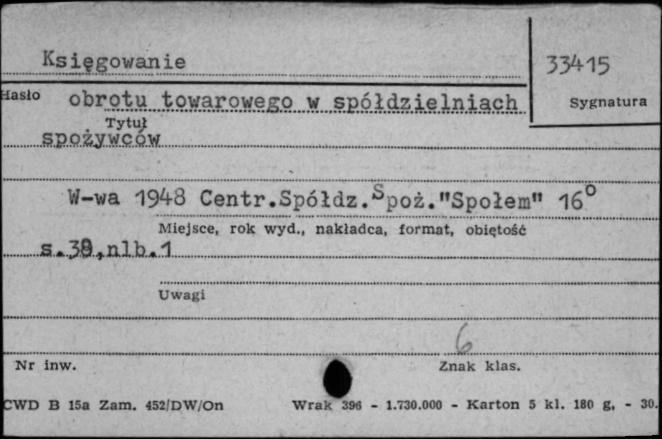 Księgowanie
33415
Hasło
obrotu towarowego w spółdzielniach
Sygnatura
Tytuł
spożywców
W-wa 1948 Centr.Spółdz.Spoż."Społem" 16°
Miejsce, rok wyd., nakładca, format, objętość
s.38,nlb.1
Uwagi
6
Nr inw.
Znak klas.
CWD B 15a Zam. 452/DW/On
Wrak 396 - 1.730.000 - Karton 5 kl. 180 g. - 30.